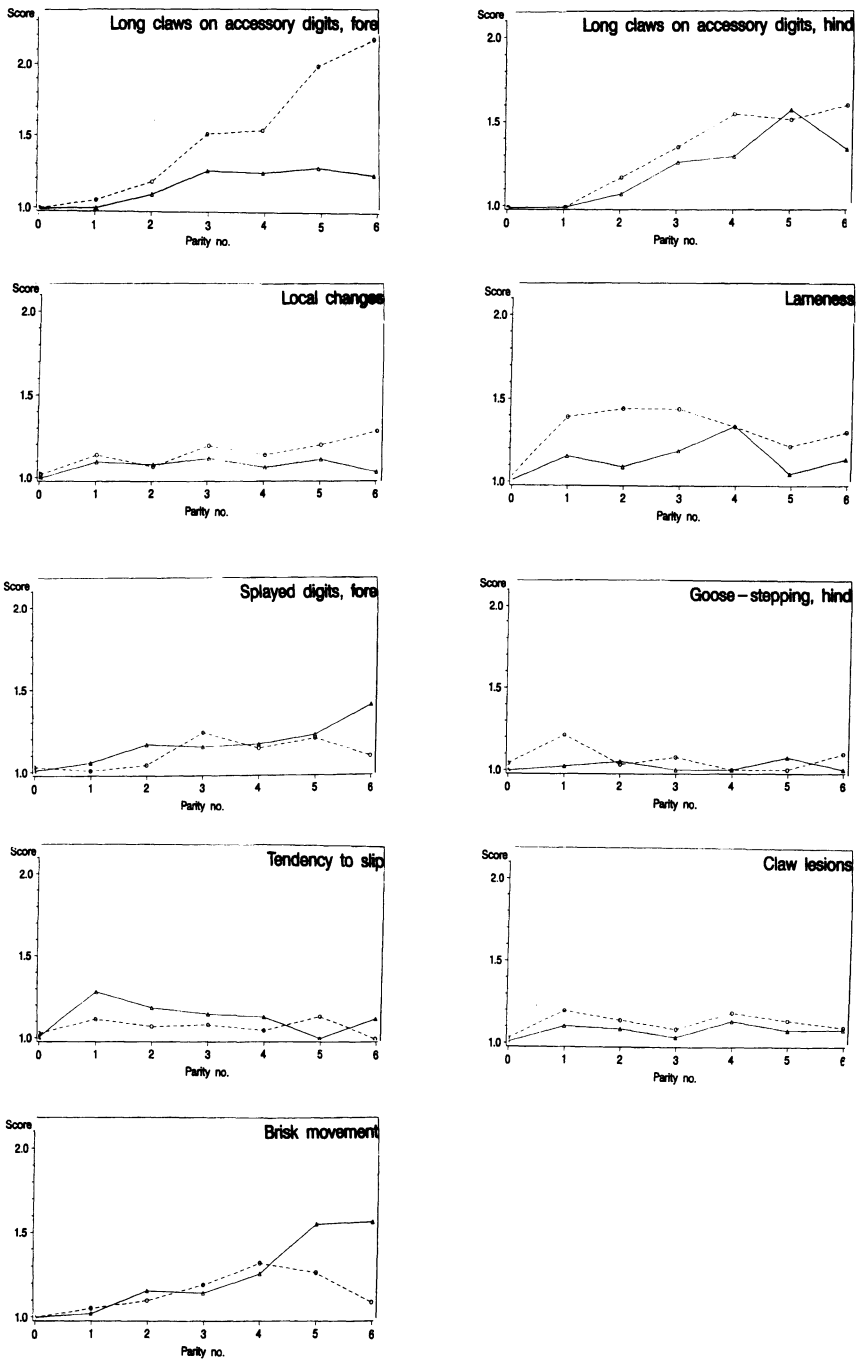 Score
Long claws on accessory digits, fore
2.0
1.5
1.0
0 1 2 3 4 5 6
Parity no.
Score
Long claws on accessory digits, hind
2.0
1.5
1.0
0 1 2 3 4 5 6
Parity no.
Score
Local changes
2.0
1.5
1.0
0 1 2 3 4 5 6
Parity no.
Score
Lameness
2.0
1.5
1.0
0 1 2 3 4 5 6
Parity no.
Score
Splayed digits, fore
2.0
1.5
1.0
0 1 2 3 4 5 6
Parity no.
Score
Goose-stepping, hind
2.0
1.5
1.0
0 1 2 3 4 5 6
Parity no.
Score
Tendency to slip
2.0
1.5
1.0
0 1 2 3 4 5 6
Parity no.
Score
Claw lesions
2.0
1.5
1.0
0 1 2 3 4 5 6
Parity no.
Score
Brisk movement
2.0
1.5
1.0
0 1 2 3 4 5 6
Parity no.